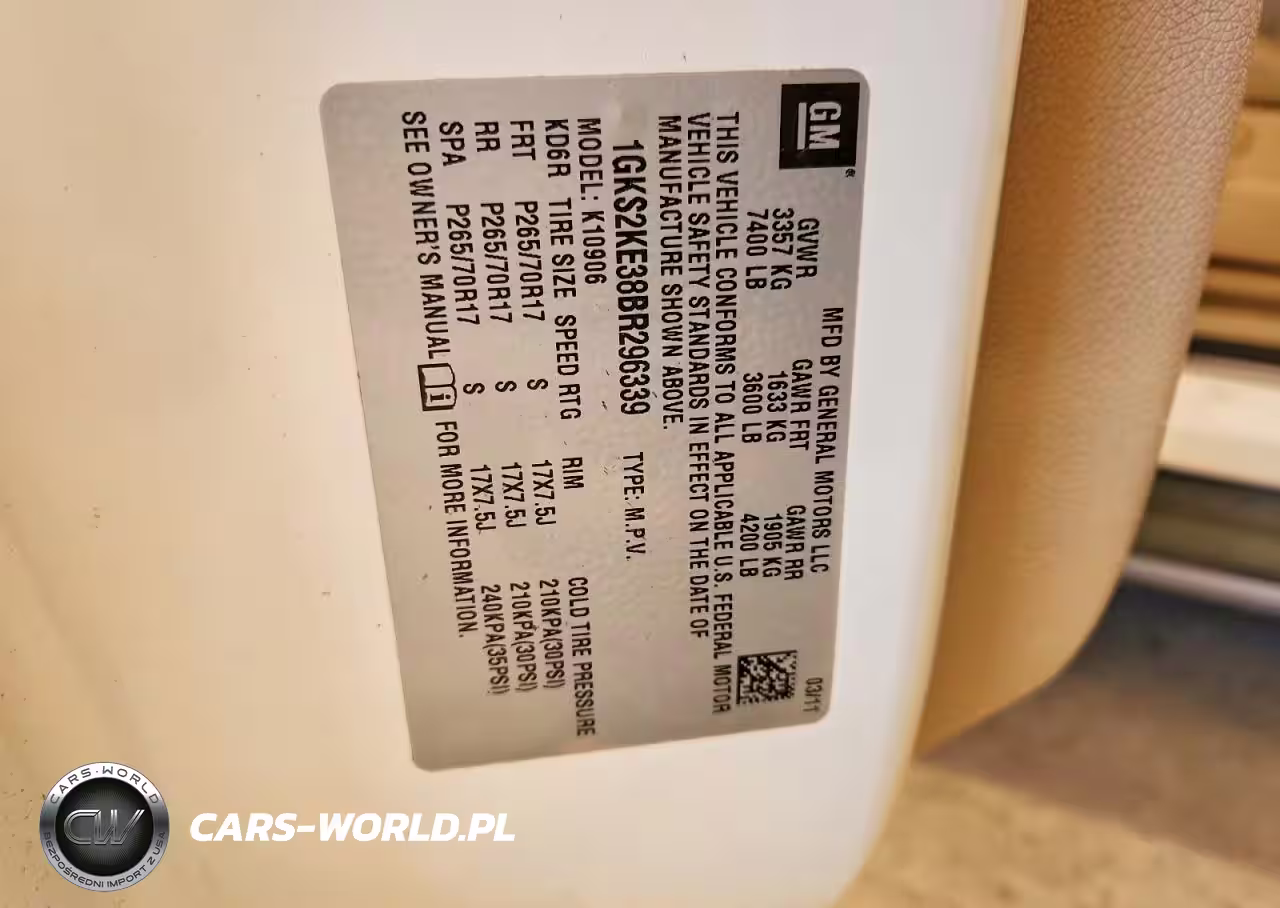 GM®
MFD BY GENERAL MOTORS LLC 03/11
GVWR GAWR FRT GAWR RR
3357 KG 1633 KG 1905 KG
7400 LB 3600 LB 4200 LB
THIS VEHICLE CONFORMS TO ALL APPLICABLE U.S. FEDERAL MOTOR
VEHICLE SAFETY STANDARDS IN EFFECT ON THE DATE OF
MANUFACTURE SHOWN ABOVE.
1GKS2KE38BR296339 TYPE: M.P.V.
MODEL: K10906
KD6R TIRE SIZE SPEED RTG RIM COLD TIRE PRESSURE
FRT P265/70R17 S 17X7.5J 210KPA(30PSI)
RR P265/70R17 S 17X7.5J 210KPA(30PSI)
SPA P265/70R17 S 17X7.5J 240KPA(35PSI)
SEE OWNER'S MANUAL i FOR MORE INFORMATION.
CARS-WORLD
CW
BEZPOŚREDNI IMPORT Z USA
CARS-WORLD.PL